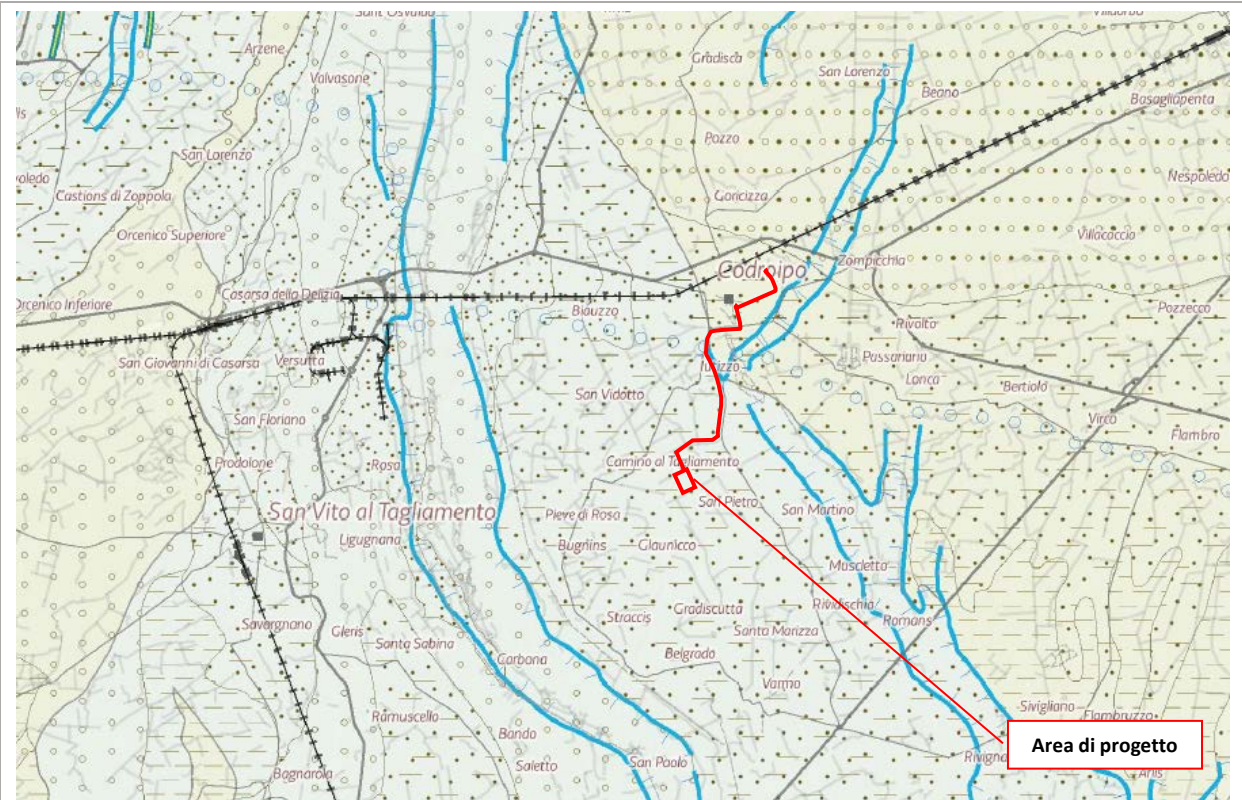 Sant'Osvaldo
Villaorba
Arzene
Gradisca
Valvasone
San Lorenzo
Beano
Basagliapenta
Pozzo
San Lorenzo
Castions di Zoppola
Goricizza
Nespoledo
Orcenico Superiore
Villacaccia
Codroipo
Zompicchia
Orcenico Inferiore
Casarsa della Delizia
Biauzzo
Pozzecco
Rivolto
San Giovanni di Casarsa
Versutta
Passariano
Iutizzo
Lonca
Bertiolo
San Vidotto
San Floriano
Virco
Flambro
Prodolone
Rosa
Camino al Tagliamento
San Vito al Tagliamento
San Pietro
Pieve di Rosa
San Martino
Ligugnana
Bugnins
Glaunicco
Muscletto
Gradiscutta
Rividischia
Straccis
Romans
Savorgnano
Gleris
Santa Marizza
Santa Sabina
Belgrado
Carbona
Varmo
Sivigliano
Flambruzzo
Ramuscello
Bando
Area di progetto
San Paolo
Saletto
Bagnarola
Arlis